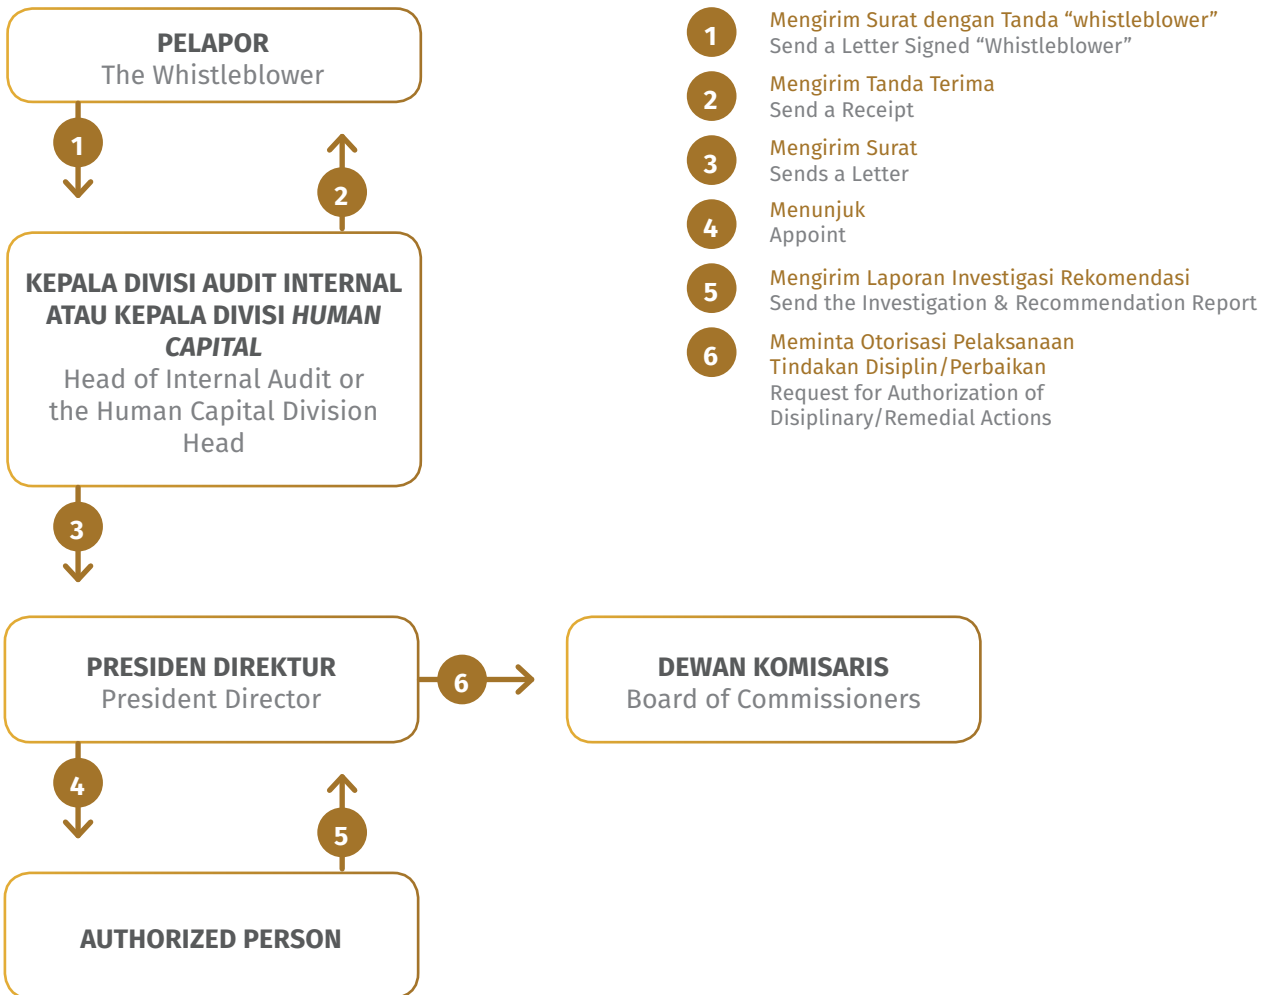 PELAPOR
The Whistleblower
1
2
KEPALA DIVISI AUDIT INTERNAL
ATAU KEPALA DIVISI HUMAN
CAPITAL
Head of Internal Audit or
the Human Capital Division
Head
3
PRESIDEN DIREKTUR
President Director
6
DEWAN KOMISARIS
Board of Commissioners
4
5
AUTHORIZED PERSON
1
Mengirim Surat dengan Tanda “whistleblower”
Send a Letter Signed “Whistleblower”
2
Mengirim Tanda Terima
Send a Receipt
3
Mengirim Surat
Sends a Letter
4
Menunjuk
Appoint
5
Mengirim Laporan Investigasi Rekomendasi
Send the Investigation & Recommendation Report
6
Meminta Otorisasi Pelaksanaan
Tindakan Disiplin/Perbaikan
Request for Authorization of
Disciplinary/Remedial Actions